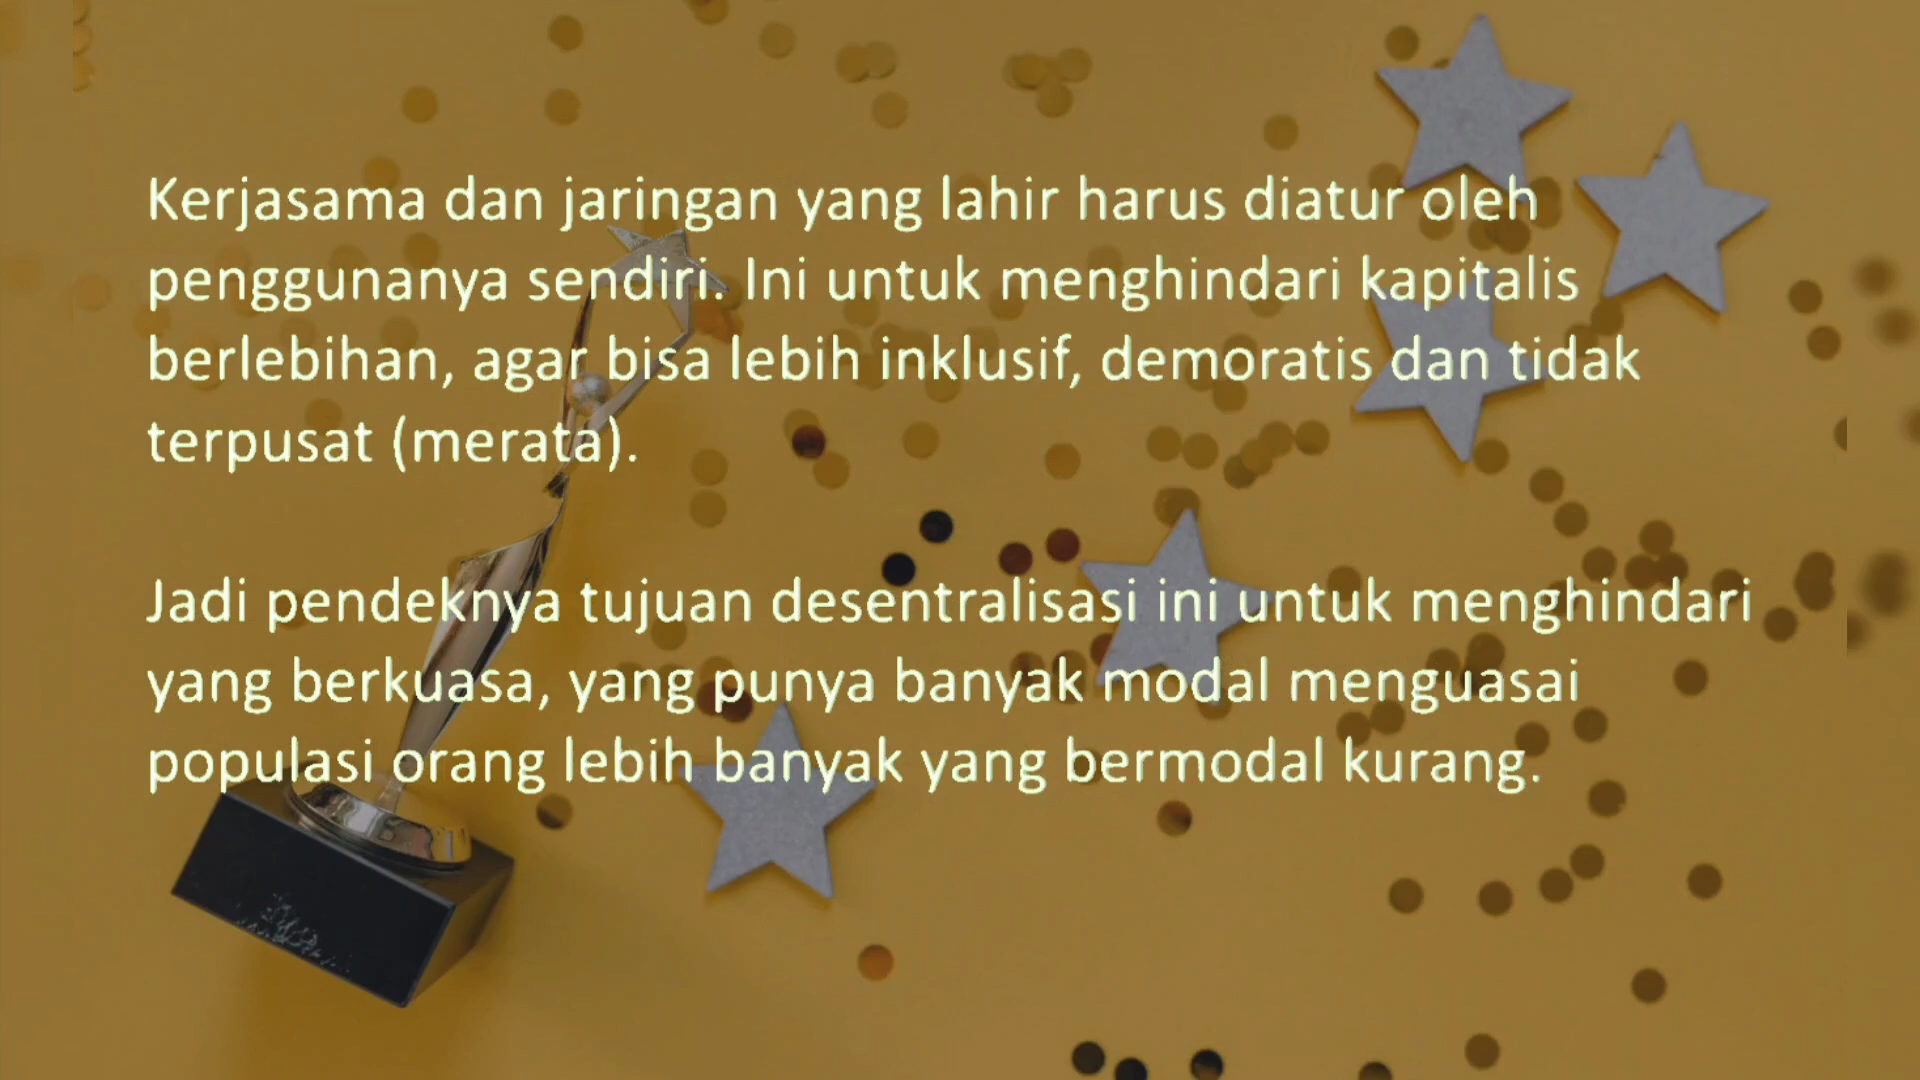 Kerjasama dan jaringan yang lahir harus diatur oleh
penggunanya sendiri. Ini untuk menghindari kapitalis
berlebihan, agar bisa lebih inklusif, demoratis dan tidak
terpusat (merata).
Jadi pendeknya tujuan desentralisasi ini untuk menghindari
yang berkuasa, yang punya banyak modal menguasai
populasi orang lebih banyak yang bermodal kurang.